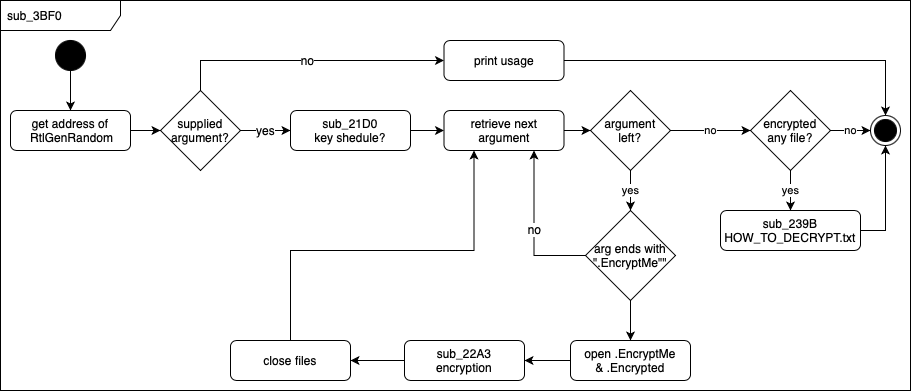 sub_3BF0
no
print usage
get address of
RtlGenRandom
supplied
argument?
yes
sub_21D0
key shedule?
retrieve next
argument
argument
left?
no
encrypted
any file?
no
yes
yes
sub_239B
HOW_TO_DECRYPT.txt
no
arg ends with
".EncryptMe""
close files
sub_22A3
encryption
open .EncryptMe
& .Encrypted